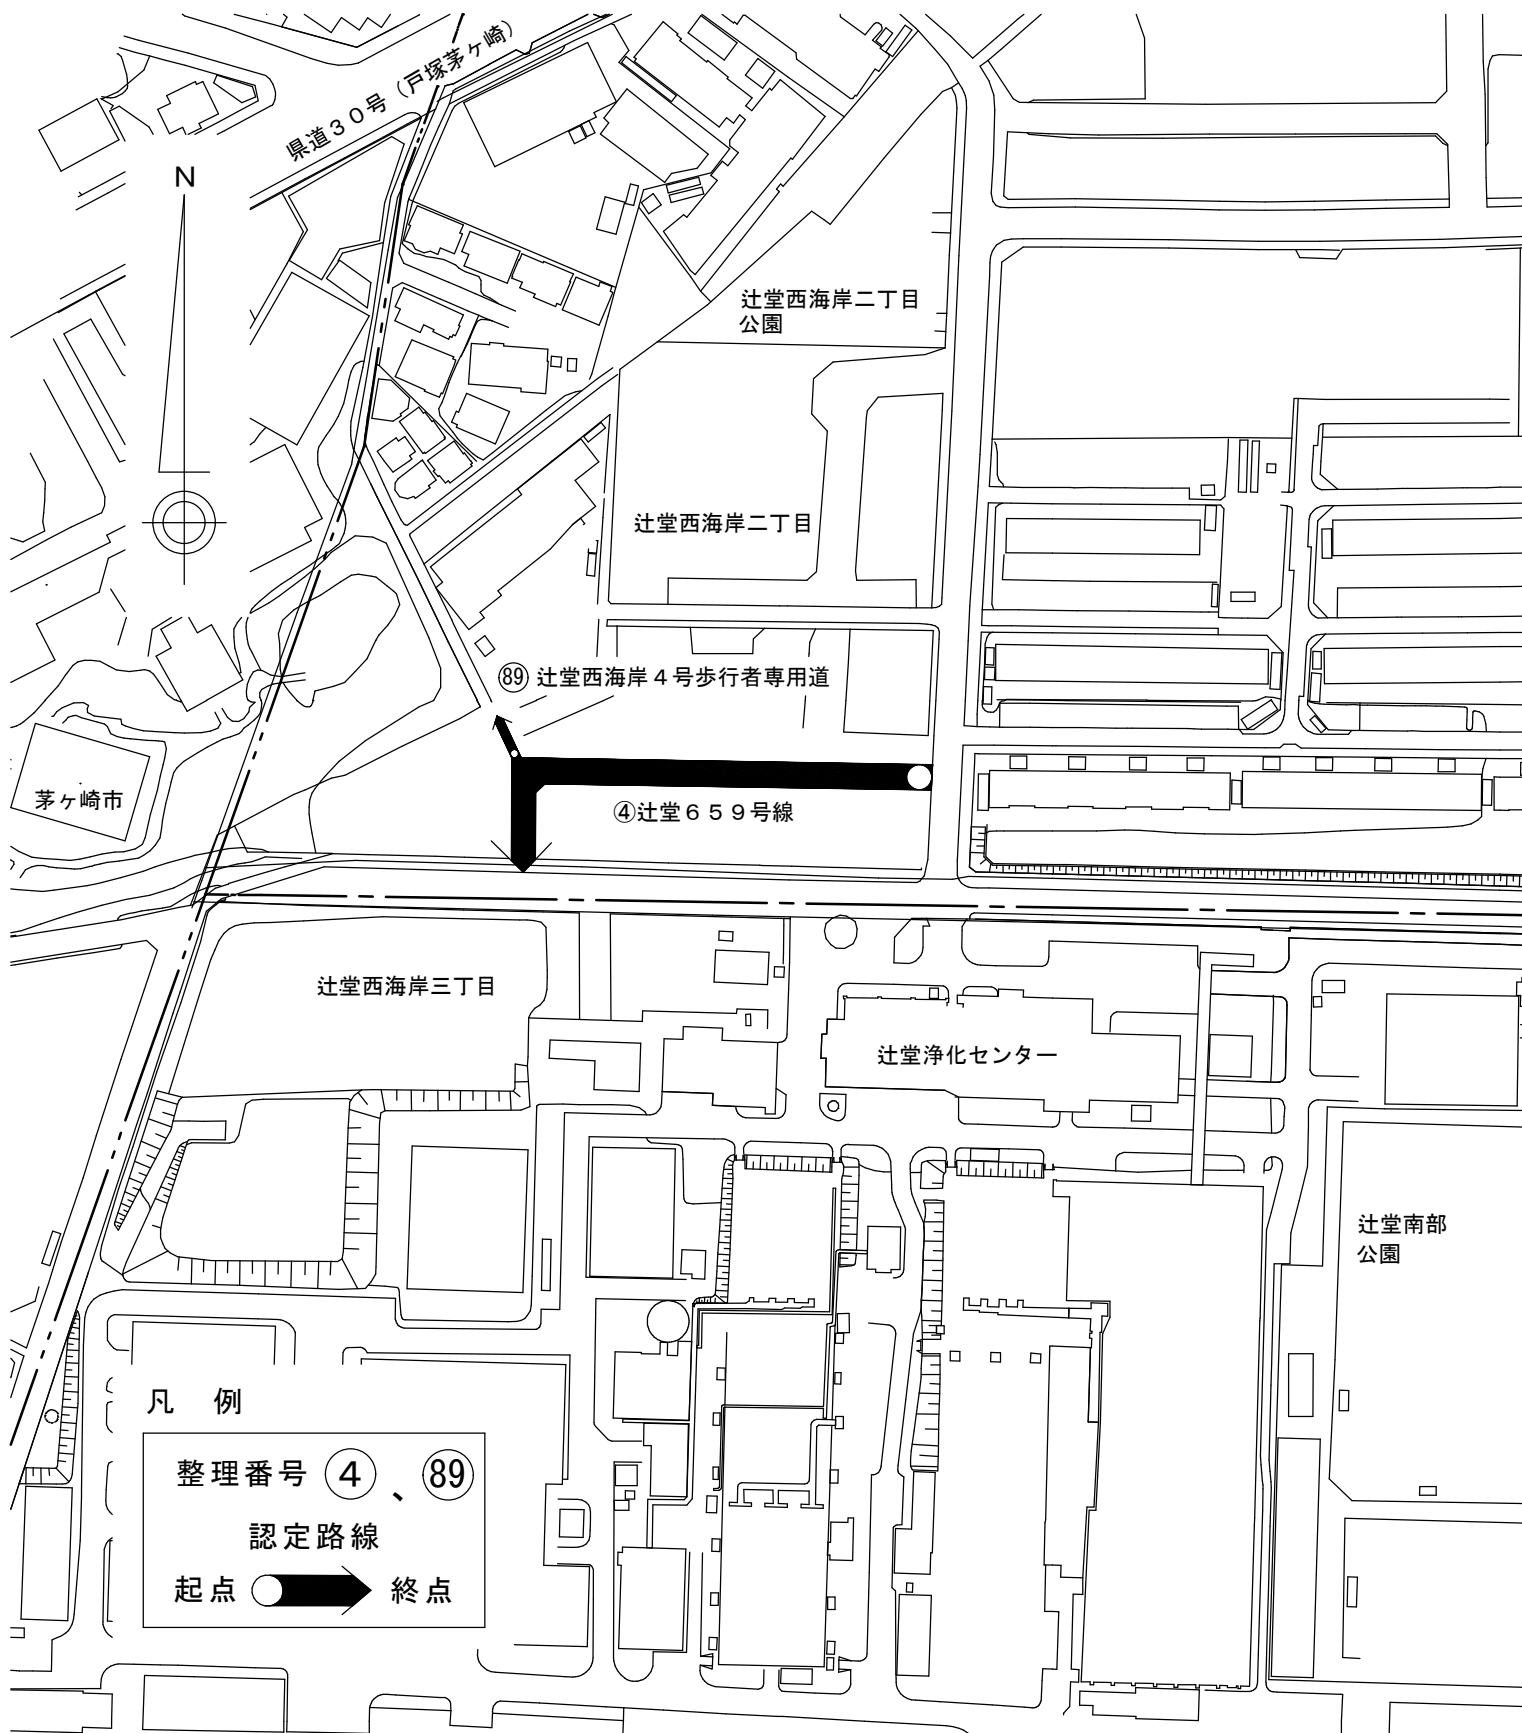 県道３０号（戸塚茅ヶ崎）
N
辻堂西海岸二丁目
公園
辻堂西海岸二丁目
㊇辻堂西海岸４号歩行者専用道
茅ヶ崎市
④辻堂６５９号線
辻堂西海岸三丁目
辻堂浄化センター
辻堂南部
公園
凡 例
整理番号 ④ 、 89
認定路線
起点 終点